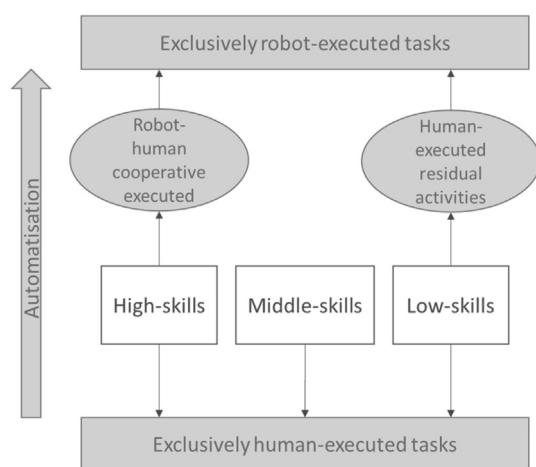 Exclusively robot-executed tasks
Robot-
human
cooperative
executed
Human-
executed
residual
activities
Automatisation
High-skills
Middle-skills
Low-skills
Exclusively human-executed tasks